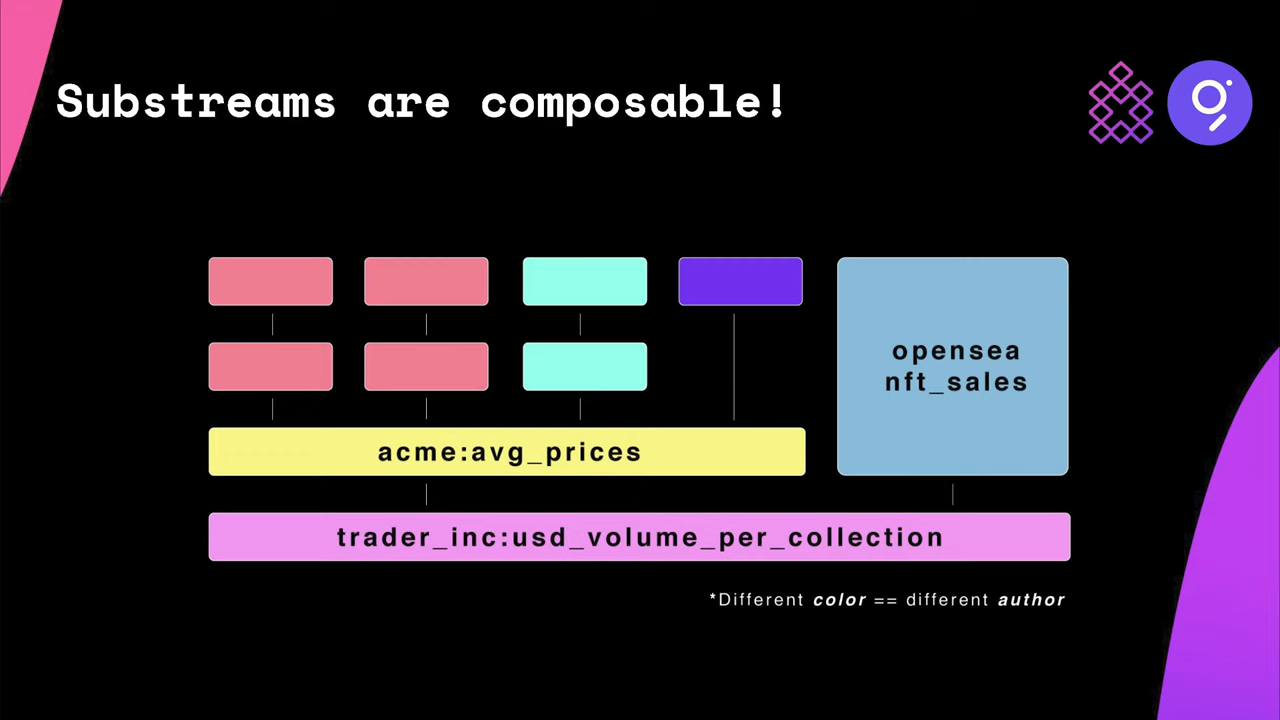 Substreams are composable!
opensea
nft_sales
acme:avg_prices
trader_inc:usd_volume_per_collection
*Different color == different author